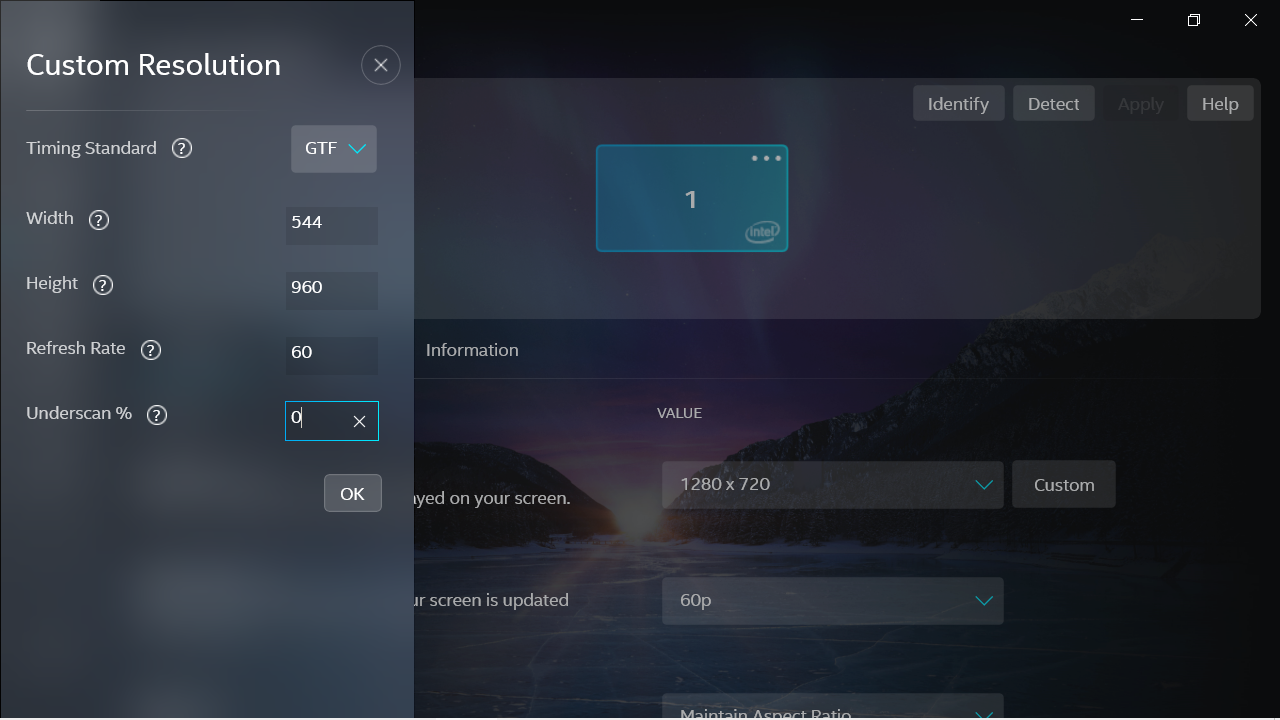 Custom Resolution
Timing Standard ? GTF
Width ? 544
Height ? 960
Refresh Rate ? 60
Underscan % ? 0
OK
Identify Detect Apply Help
1
intel
Information
VALUE
ayed on your screen.
1280 x 720 Custom
ur screen is updated
60p
Maintain Aspect Ratio